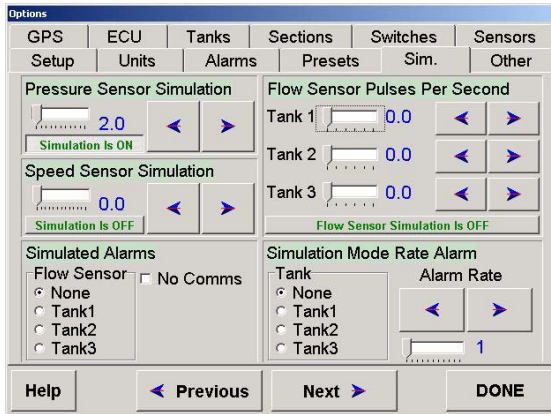 Options
GPS ECU Tanks Sections Switches Sensors
Setup Units Alarms Presets Sim. Other
Pressure Sensor Simulation
2.0
Simulation Is ON
Speed Sensor Simulation
0.0
Simulation Is OFF
Flow Sensor Pulses Per Second
Tank 1 0.0
Tank 2 0.0
Tank 3 0.0
Flow Sensor Simulation Is OFF
Simulated Alarms
Flow Sensor
None
Tank1
Tank2
Tank3
No Comms
Simulation Mode Rate Alarm
Tank
None
Tank1
Tank2
Tank3
Alarm Rate
1
Help Previous Next DONE